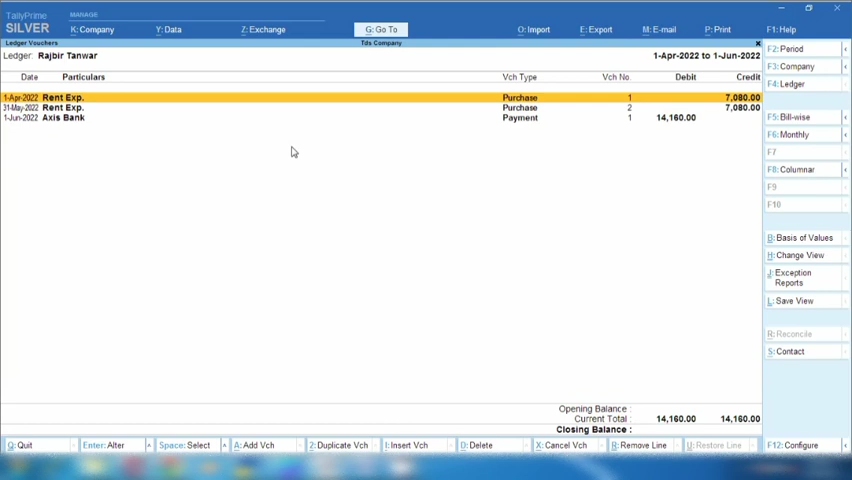 TallyPrime
MANAGE
SILVER
K: Company
Y: Data
Z: Exchange
G: Go To
O: Import
E: Export
M: E-mail
P: Print
F1: Help
Ledger Vouchers
Tds Company
Ledger: Rajbir Tanwar
1-Apr-2022 to 1-Jun-2022
Date Particulars Vch Type Vch No. Debit Credit
1-Apr-2022 Rent Exp. Purchase 1 7,080.00
31-May-2022 Rent Exp. Purchase 2 7,080.00
1-Jun-2022 Axis Bank Payment 1 14,160.00
Opening Balance :
Current Total : 14,160.00 14,160.00
Closing Balance :
F2: Period
F3: Company
F4: Ledger
F5: Bill-wise
F6: Monthly
F7
F8: Columnar
F9
F10
B: Basis of Values
H: Change View
J: Exception
Reports
L: Save View
R: Reconcile
S: Contact
Q: Quit
Enter: Alter
Space: Select
A: Add Vch
2: Duplicate Vch
I: Insert Vch
D: Delete
X: Cancel Vch
R: Remove Line
U: Restore Line
F12: Configure